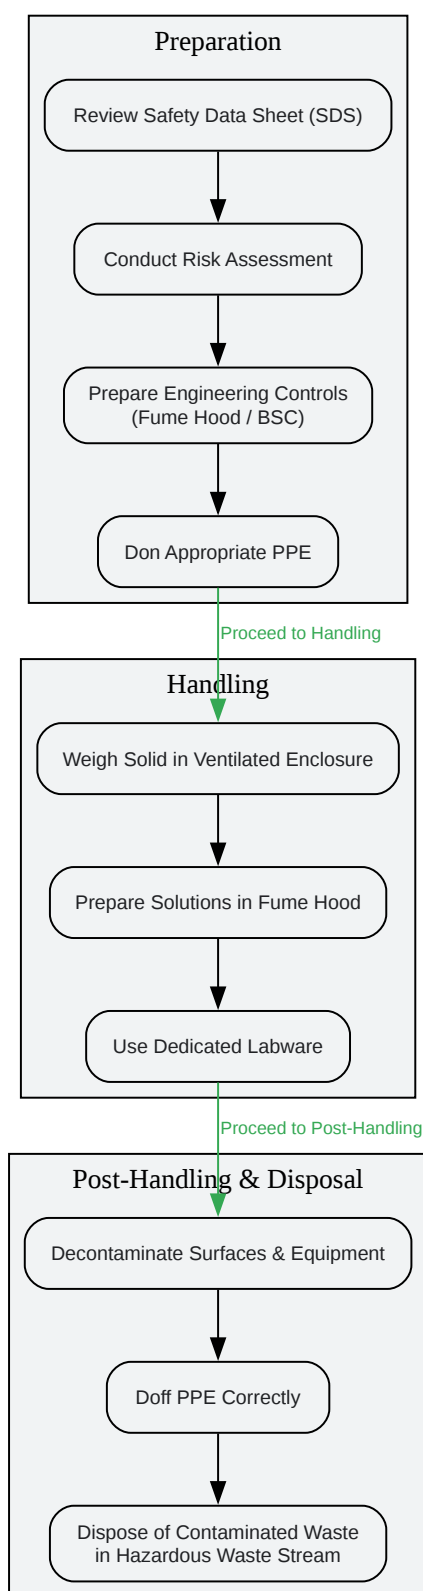 Preparation
Review Safety Data Sheet (SDS)
Conduct Risk Assessment
Prepare Engineering Controls
(Fume Hood / BSC)
Don Appropriate PPE
Proceed to Handling
Handling
Weigh Solid in Ventilated Enclosure
Prepare Solutions in Fume Hood
Use Dedicated Labware
Proceed to Post-Handling
Post-Handling & Disposal
Decontaminate Surfaces & Equipment
Doff PPE Correctly
Dispose of Contaminated Waste
in Hazardous Waste Stream